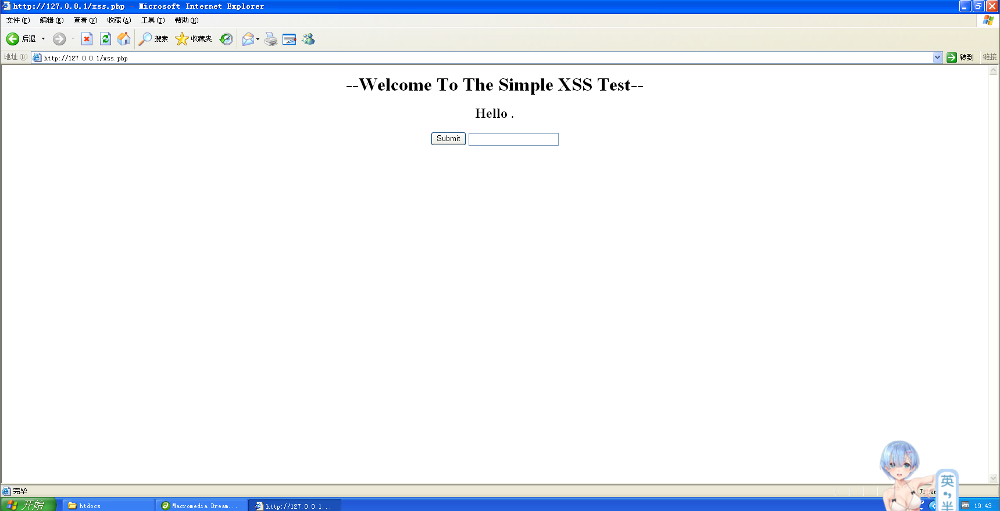 http://127.0.0.1/xss.php - Microsoft Internet Explorer
文件(F) 编辑(E) 查看(V) 收藏(A) 工具(T) 帮助(H)
后退 搜索 收藏夹
地址(D) http://127.0.0.1/xss.php 转到 链接
--Welcome To The Simple XSS Test--
Hello .
Submit
英
半
完毕
开始 htdocs Macromedia Dream... http://127.0.0.1... 19:43